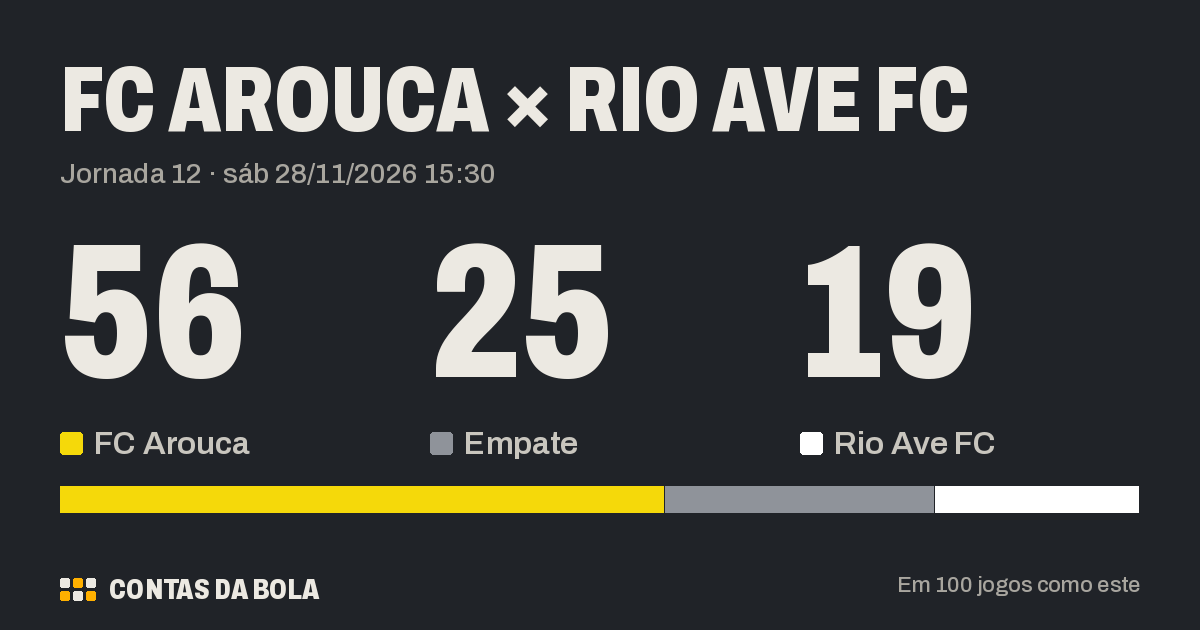 FC AROUCA × RIO AVE FC
Jornada 12 · sáb 28/11/2026 15:30
56 25 19
FC Arouca Empate Rio Ave FC
CONTAS DA BOLA Em 100 jogos como este